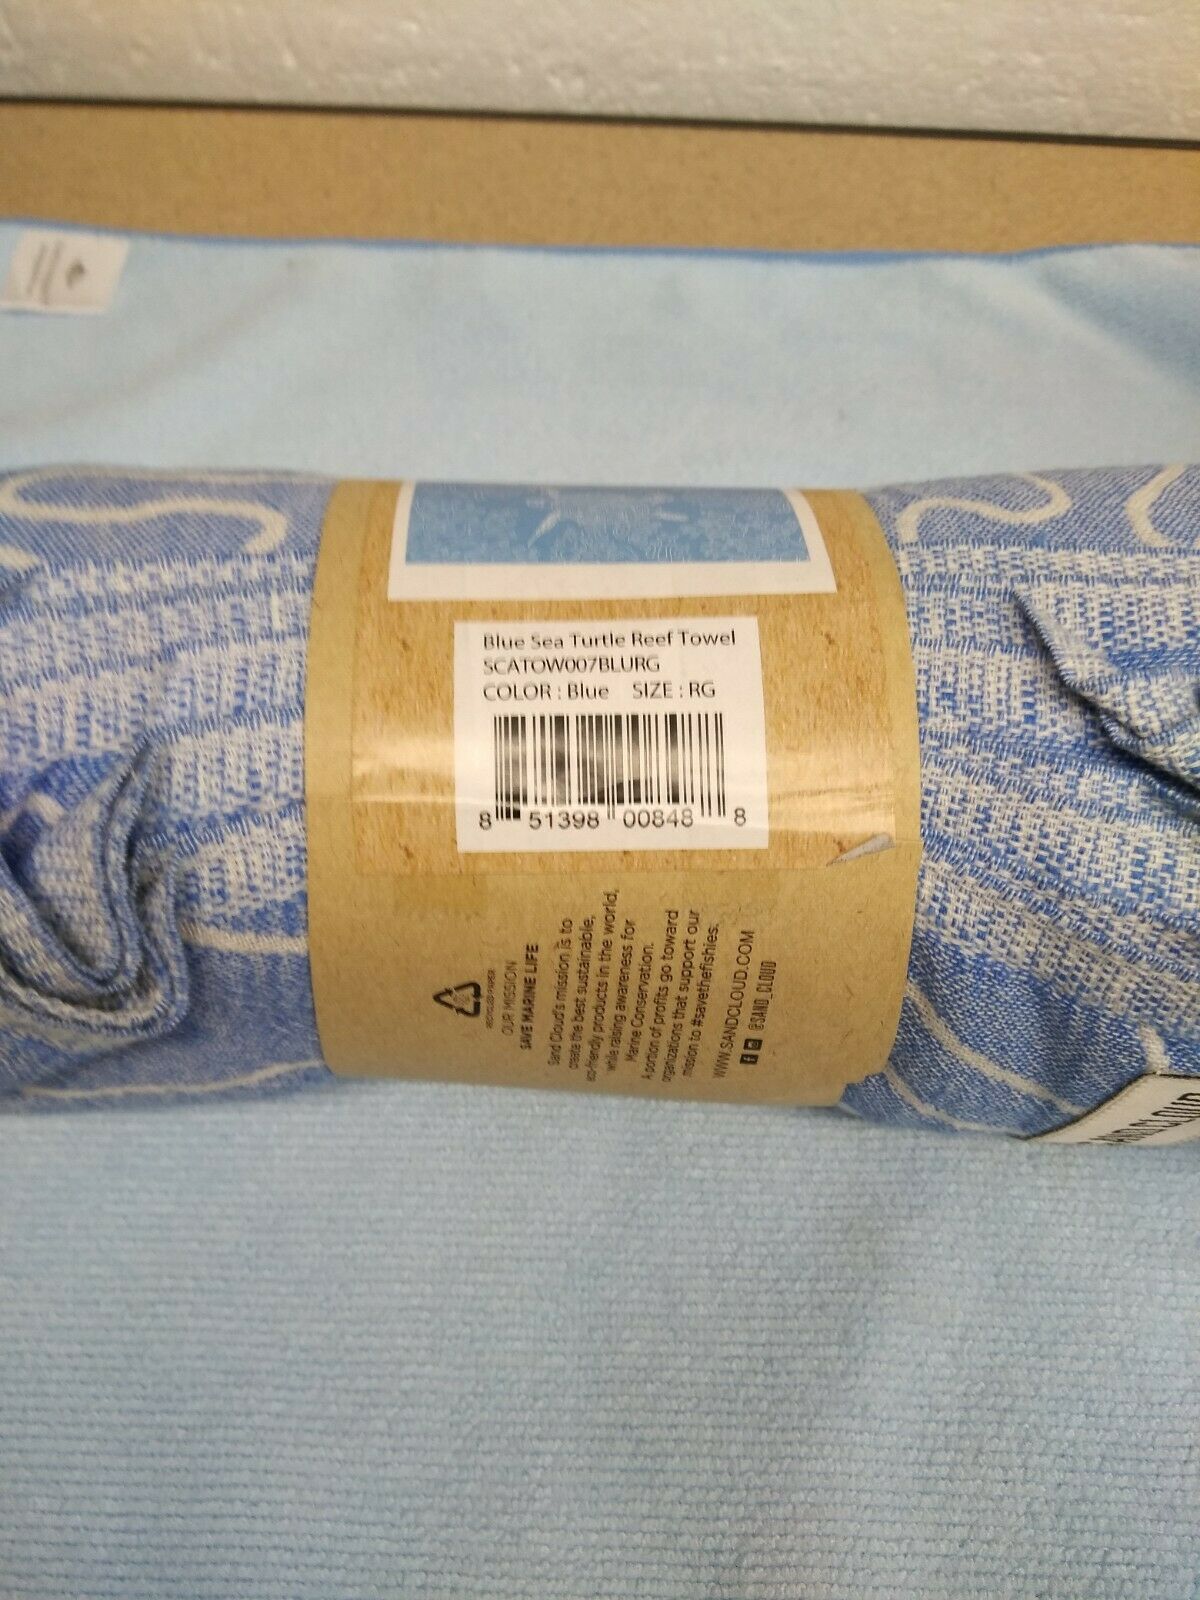 Blue Sea Turtle Reef Towel
SCATOW007BLURG
COLOR : Blue SIZE : RG
8 51398 00848 8
OUR MISSION
SAVE MARINE LIFE
Sand Cloud's mission is to
create the best sustainable,
eco-friendly products in the world,
while raising awareness for
Marine Conservation.
A portion of profits go toward
organizations that support our
mission to #savethefishies.
WWW.SANDCLOUD.COM
@SAND_CLOUD
SAND CLOUD